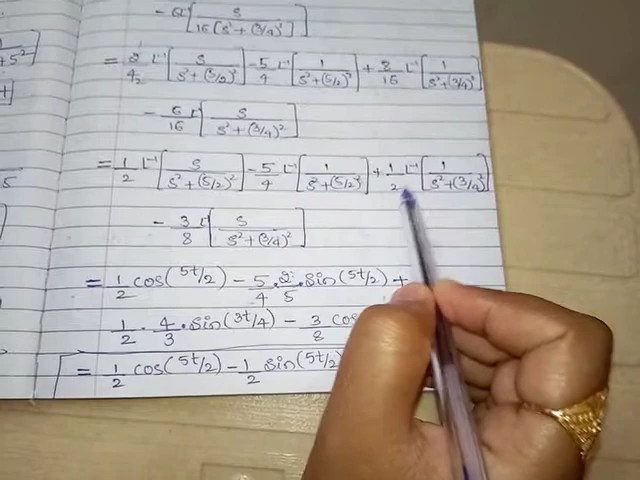 - 6L⁻¹[s/16[s²+(3/4)²]]
= 2/4 L⁻¹[s/s²+(5/2)²] - 5/4 L⁻¹[1/s²+(5/2)²] + 8/16 L⁻¹[1/s²+(3/4)²]
- 6/16 L⁻¹[s/s²+(3/4)²]
= 1/2 L⁻¹[s/s²+(5/2)²] - 5/4 L⁻¹[1/s²+(5/2)²] + 1/2 L⁻¹[1/s²+(3/4)²]
- 3/8 L⁻¹[s/s²+(3/4)²]
= 1/2 cos(5t/2) - 5/4 . 2/5 . sin(5t/2) +
1/2 . 4/3 . sin(3t/4) - 3/8 cos
= 1/2 cos(5t/2) - 1/2 sin(5t/2)